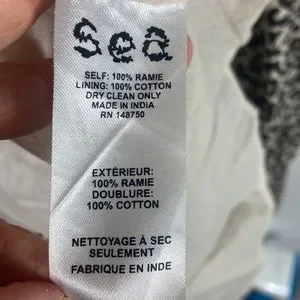 sea
SELF: 100% RAMIE
LINING: 100% COTTON
DRY CLEAN ONLY
MADE IN INDIA
RN 148750
EXTÉRIEUR:
100% RAMIE
DOUBLURE:
100% COTTON
NETTOYAGE À SEC
SEULEMENT
FABRIQUE EN INDE